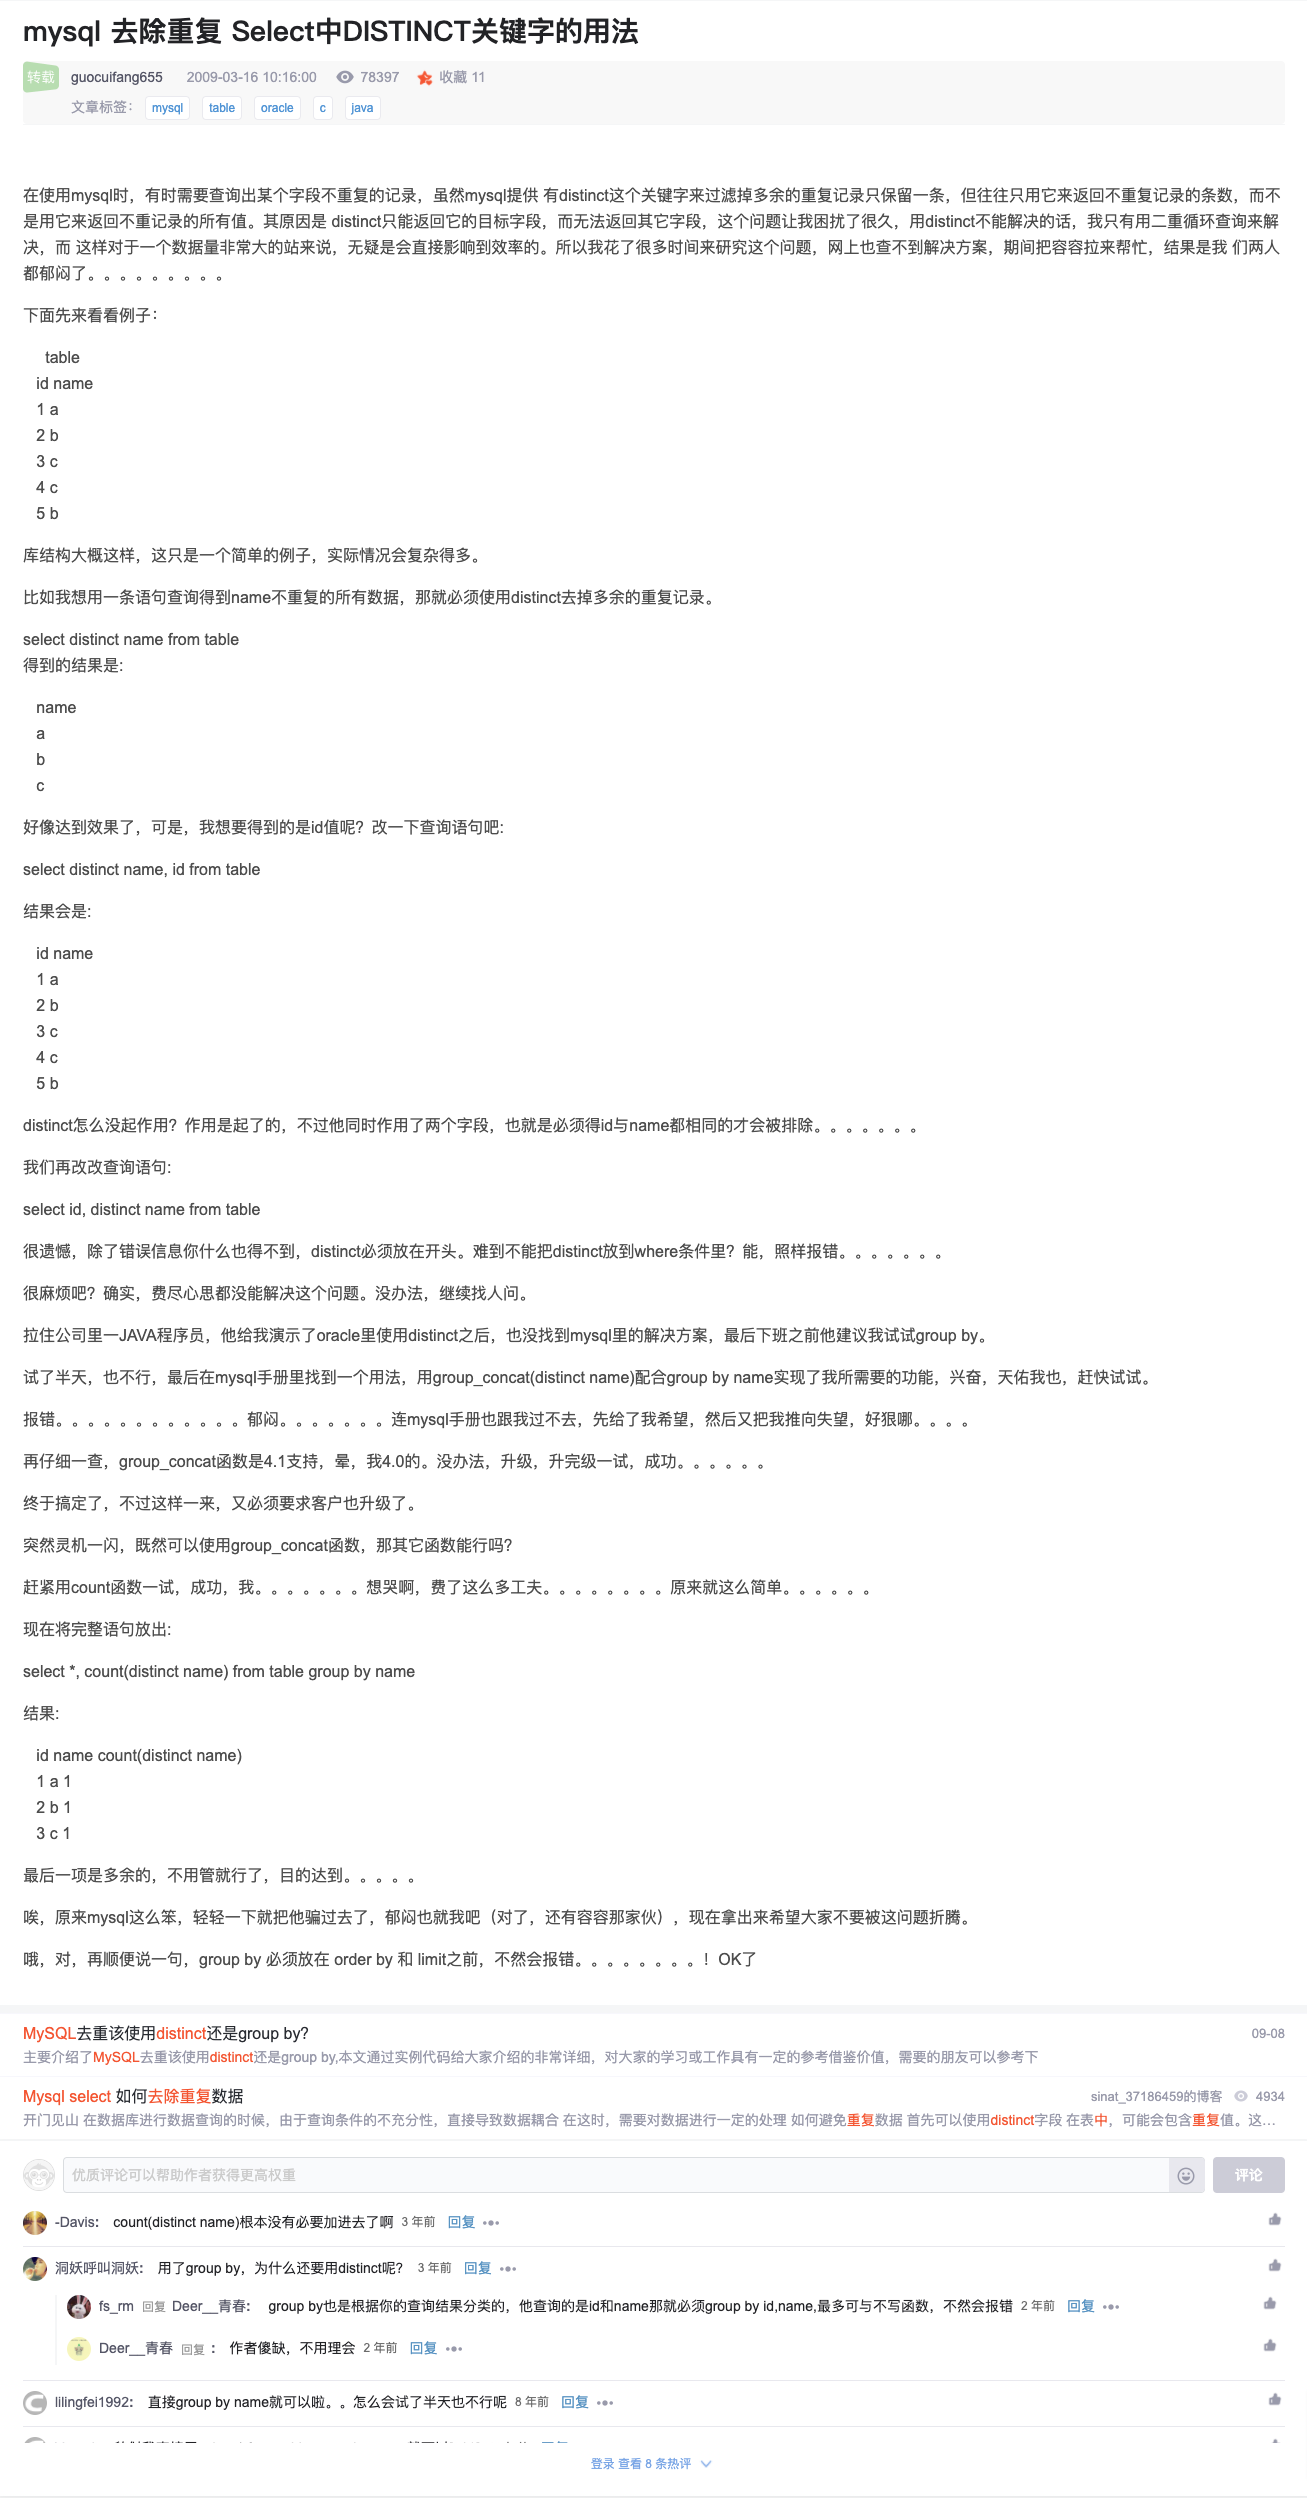 mysql 去除重复 Select中DISTINCT关键字的用法
转载 guocuifang655 2009-03-16 10:16:00 78397 收藏 11
文章标签： mysql table oracle c java
在使用mysql时，有时需要查询出某个字段不重复的记录，虽然mysql提供 有distinct这个关键字来过滤掉多余的重复记录只保留一条，但往往只用它来返回不重复记录的条数，而不
是用它来返回不重记录的所有值。其原因是 distinct只能返回它的目标字段，而无法返回其它字段，这个问题让我困扰了很久，用distinct不能解决的话，我只有用二重循环查询来解
决，而 这样对于一个数据量非常大的站来说，无疑是会直接影响到效率的。所以我花了很多时间来研究这个问题，网上也查不到解决方案，期间把容容拉来帮忙，结果是我 们两人
都郁闷了。。。。。。。。。
下面先来看看例子：
table
id name
1 a
2 b
3 c
4 c
5 b
库结构大概这样，这只是一个简单的例子，实际情况会复杂得多。
比如我想用一条语句查询得到name不重复的所有数据，那就必须使用distinct去掉多余的重复记录。
select distinct name from table
得到的结果是:
name
a
b
c
好像达到效果了，可是，我想要得到的是id值呢？改一下查询语句吧:
select distinct name, id from table
结果会是:
id name
1 a
2 b
3 c
4 c
5 b
distinct怎么没起作用？作用是起了的，不过他同时作用了两个字段，也就是必须得id与name都相同的才会被排除。。。。。。。
我们再改改查询语句:
select id, distinct name from table
很遗憾，除了错误信息你什么也得不到，distinct必须放在开头。难到不能把distinct放到where条件里？能，照样报错。。。。。。。
很麻烦吧？确实，费尽心思都没能解决这个问题。没办法，继续找人问。
拉住公司里一JAVA程序员，他给我演示了oracle里使用distinct之后，也没找到mysql里的解决方案，最后下班之前他建议我试试group by。
试了半天，也不行，最后在mysql手册里找到一个用法，用group_concat(distinct name)配合group by name实现了我所需要的功能，兴奋，天佑我也，赶快试试。
报错。。。。。。。。。。。。郁闷。。。。。。。连mysql手册也跟我过不去，先给了我希望，然后又把我推向失望，好狠哪。。。。
再仔细一查，group_concat函数是4.1支持，晕，我4.0的。没办法，升级，升完级一试，成功。。。。。。
终于搞定了，不过这样一来，又必须要求客户也升级了。
突然灵机一闪，既然可以使用group_concat函数，那其它函数能行吗？
赶紧用count函数一试，成功，我。。。。。。。想哭啊，费了这么多工夫。。。。。。。。原来就这么简单。。。。。。
现在将完整语句放出:
select *, count(distinct name) from table group by name
结果:
id name count(distinct name)
1 a 1
2 b 1
3 c 1
最后一项是多余的，不用管就行了，目的达到。。。。。
唉，原来mysql这么笨，轻轻一下就把他骗过去了，郁闷也就我吧（对了，还有容容那家伙），现在拿出来希望大家不要被这问题折腾。
哦，对，再顺便说一句，group by 必须放在 order by 和 limit之前，不然会报错。。。。。。。。！OK了
MySQL去重该使用distinct还是group by? 09-08
主要介绍了MySQL去重该使用distinct还是group by,本文通过实例代码给大家介绍的非常详细，对大家的学习或工作具有一定的参考借鉴价值，需要的朋友可以参考下
Mysql select 如何去除重复数据 sinat_37186459的博客 4934
开门见山 在数据库进行数据查询的时候，由于查询条件的不充分性，直接导致数据耦合 在这时，需要对数据进行一定的处理 如何避免重复数据 首先可以使用distinct字段 在表中，可能会包含重复值。这...
优质评论可以帮助作者获得更高权重 评论
-Davis: count(distinct name)根本没有必要加进去了啊 3 年前 回复
洞妖呼叫洞妖: 用了group by，为什么还要用distinct呢？ 3 年前 回复
fs_rm 回复 Deer__青春: group by也是根据你的查询结果分类的，他查询的是id和name那就必须group by id,name,最多可与不写函数，不然会报错 2 年前 回复
Deer__青春 回复 : 作者傻缺，不用理会 2 年前 回复
lilingfei1992: 直接group by name就可以啦。。怎么会试了半天也不行呢 8 年前 回复
登录 查看 8 条热评